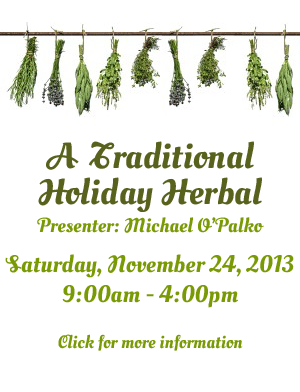 A Traditional
Holiday Herbal
Presenter: Michael O'Palko
Saturday, November 24, 2013
9:00am - 4:00pm
Click for more information